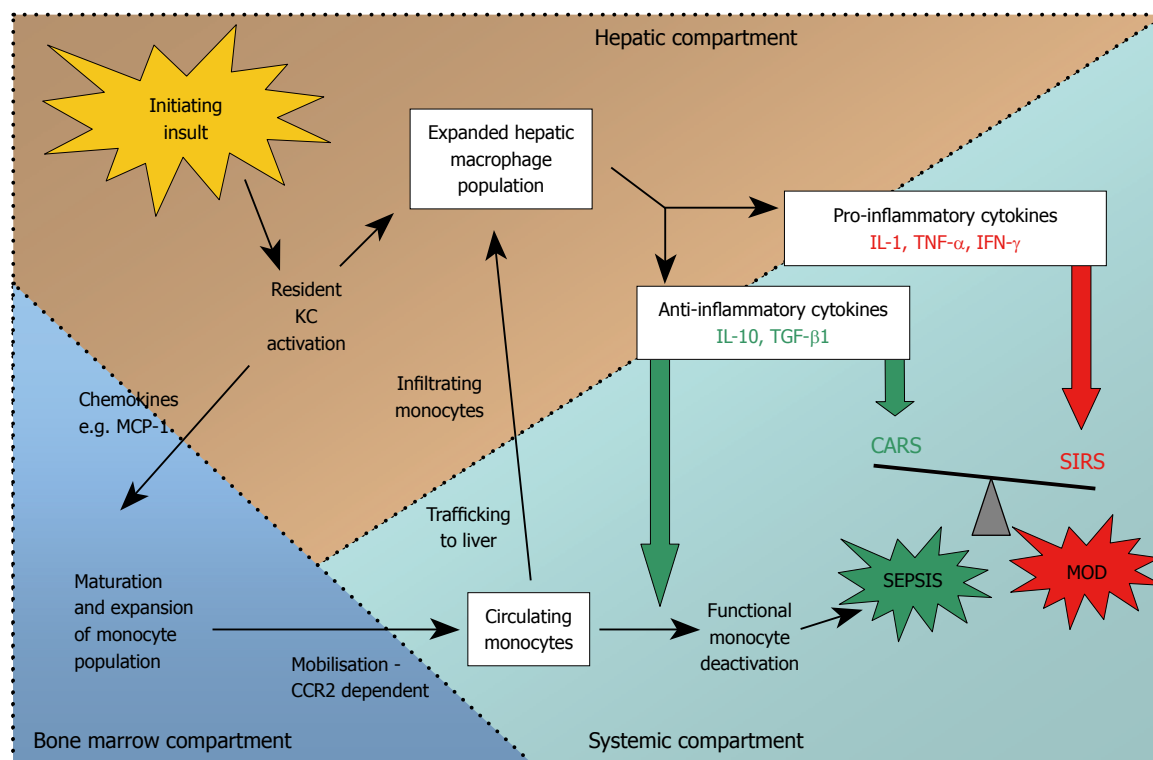 Hepatic compartment
Initiating
insult
Expanded hepatic
macrophage
population
Pro-inflammatory cytokines
IL-1, TNF-α, IFN-γ
Resident
KC
activation
Anti-inflammatory cytokines
IL-10, TGF-β1
Chemokines
e.g. MCP-1
Infiltrating
monocytes
CARS
SIRS
Trafficking
to liver
SEPSIS
MOD
Maturation
and expansion
of monocyte
population
Circulating
monocytes
Functional
monocyte
deactivation
Mobilisation -
CCR2 dependent
Bone marrow compartment
Systemic compartment